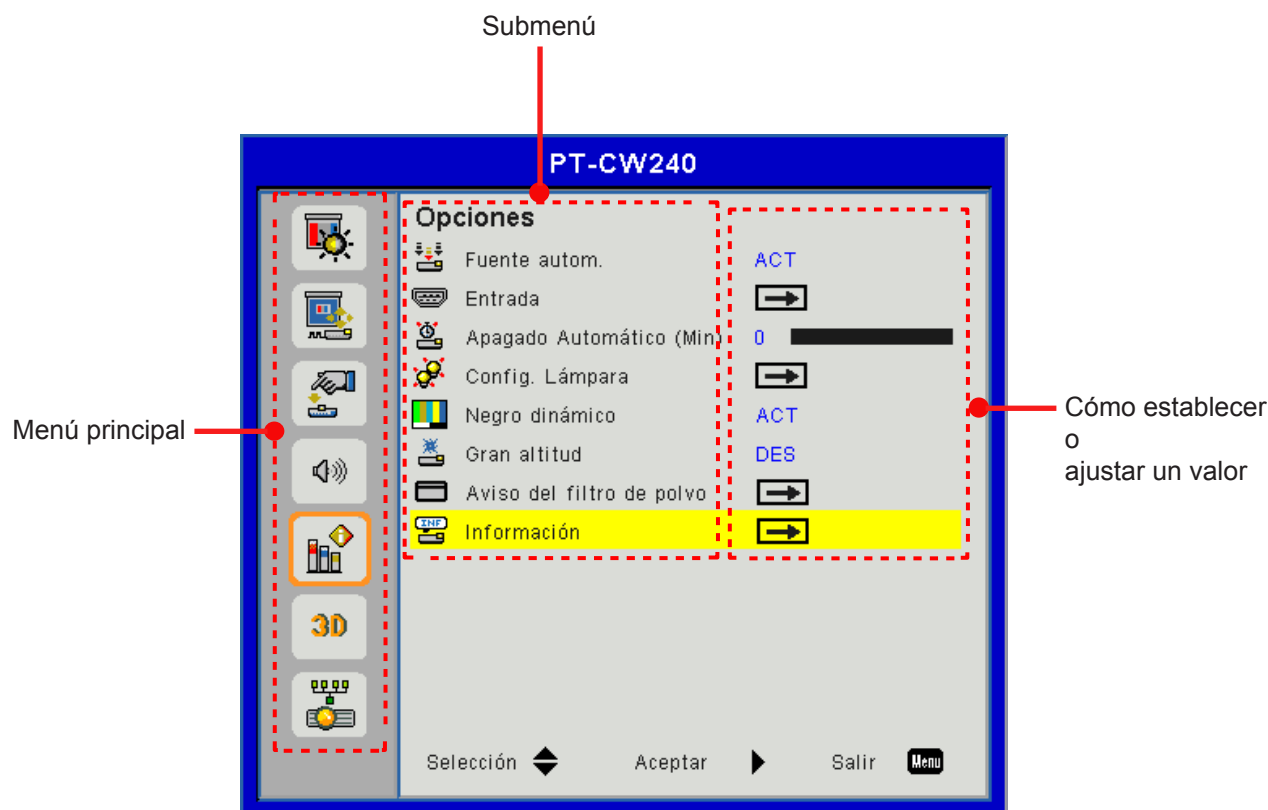 Submenú
PT-CW240
Opciones
Fuente autom. ACT
Entrada
Apagado Automático (Min) 0
Config. Lámpara
Negro dinámico ACT
Gran altitud DES
Aviso del filtro de polvo
INF Información
3D
Selección Aceptar Salir Menu
Menú principal
Cómo establecer
o
ajustar un valor